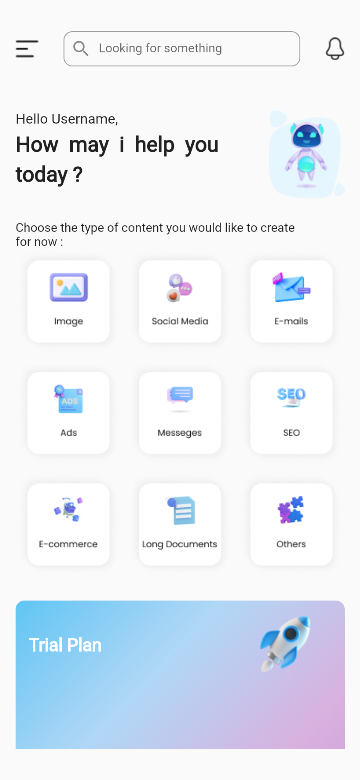 Looking for something
Hello Username,
How may i help you
today ?
Choose the type of content you would like to create
for now :
Image
Social Media
E-mails
ADS
SEO
Ads
Messeges
SEO
E-commerce
Long Documents
Others
Trial Plan